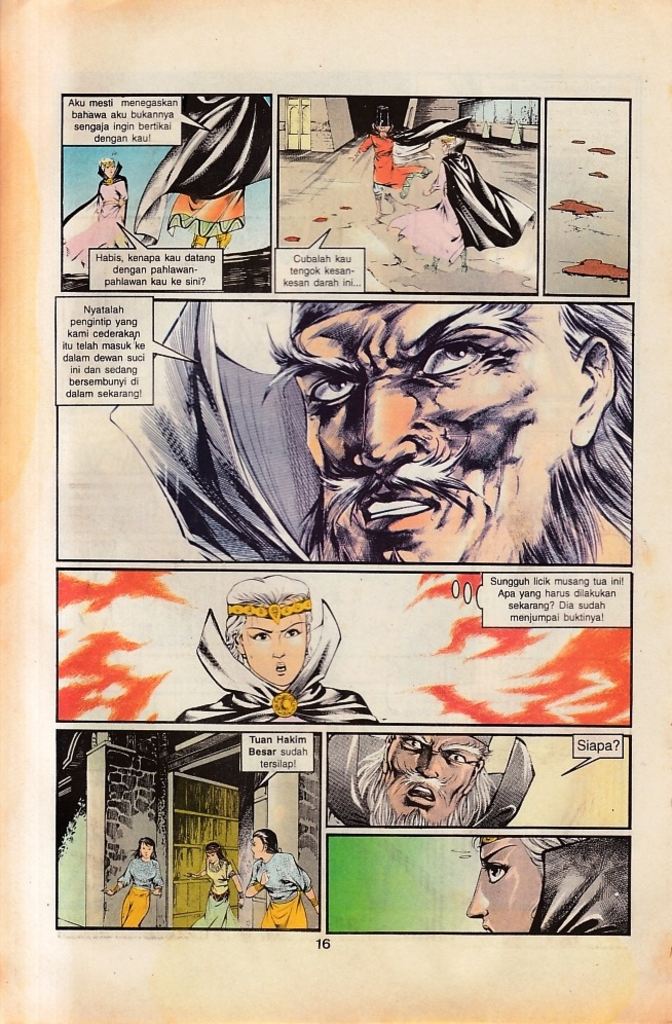 Aku mesti menegaskan
bahawa aku bukannya
sengaja ingin bertikai
dengan kau!
Habis, kenapa kau datang
dengan pahlawan-
pahlawan kau ke sini?
Cubalah kau
tengok kesan-
kesan darah ini...
Nyatalah
pengintip yang
kami cederakan
itu telah masuk ke
dalam dewan suci
ini dan sedang
bersembunyi di
dalam sekarang!
Sungguh licik musang tua ini!
Apa yang harus dilakukan
sekarang? Dia sudah
menjumpai buktinya!
Tuan Hakim
Besar sudah
tersilap!
Siapa?
16